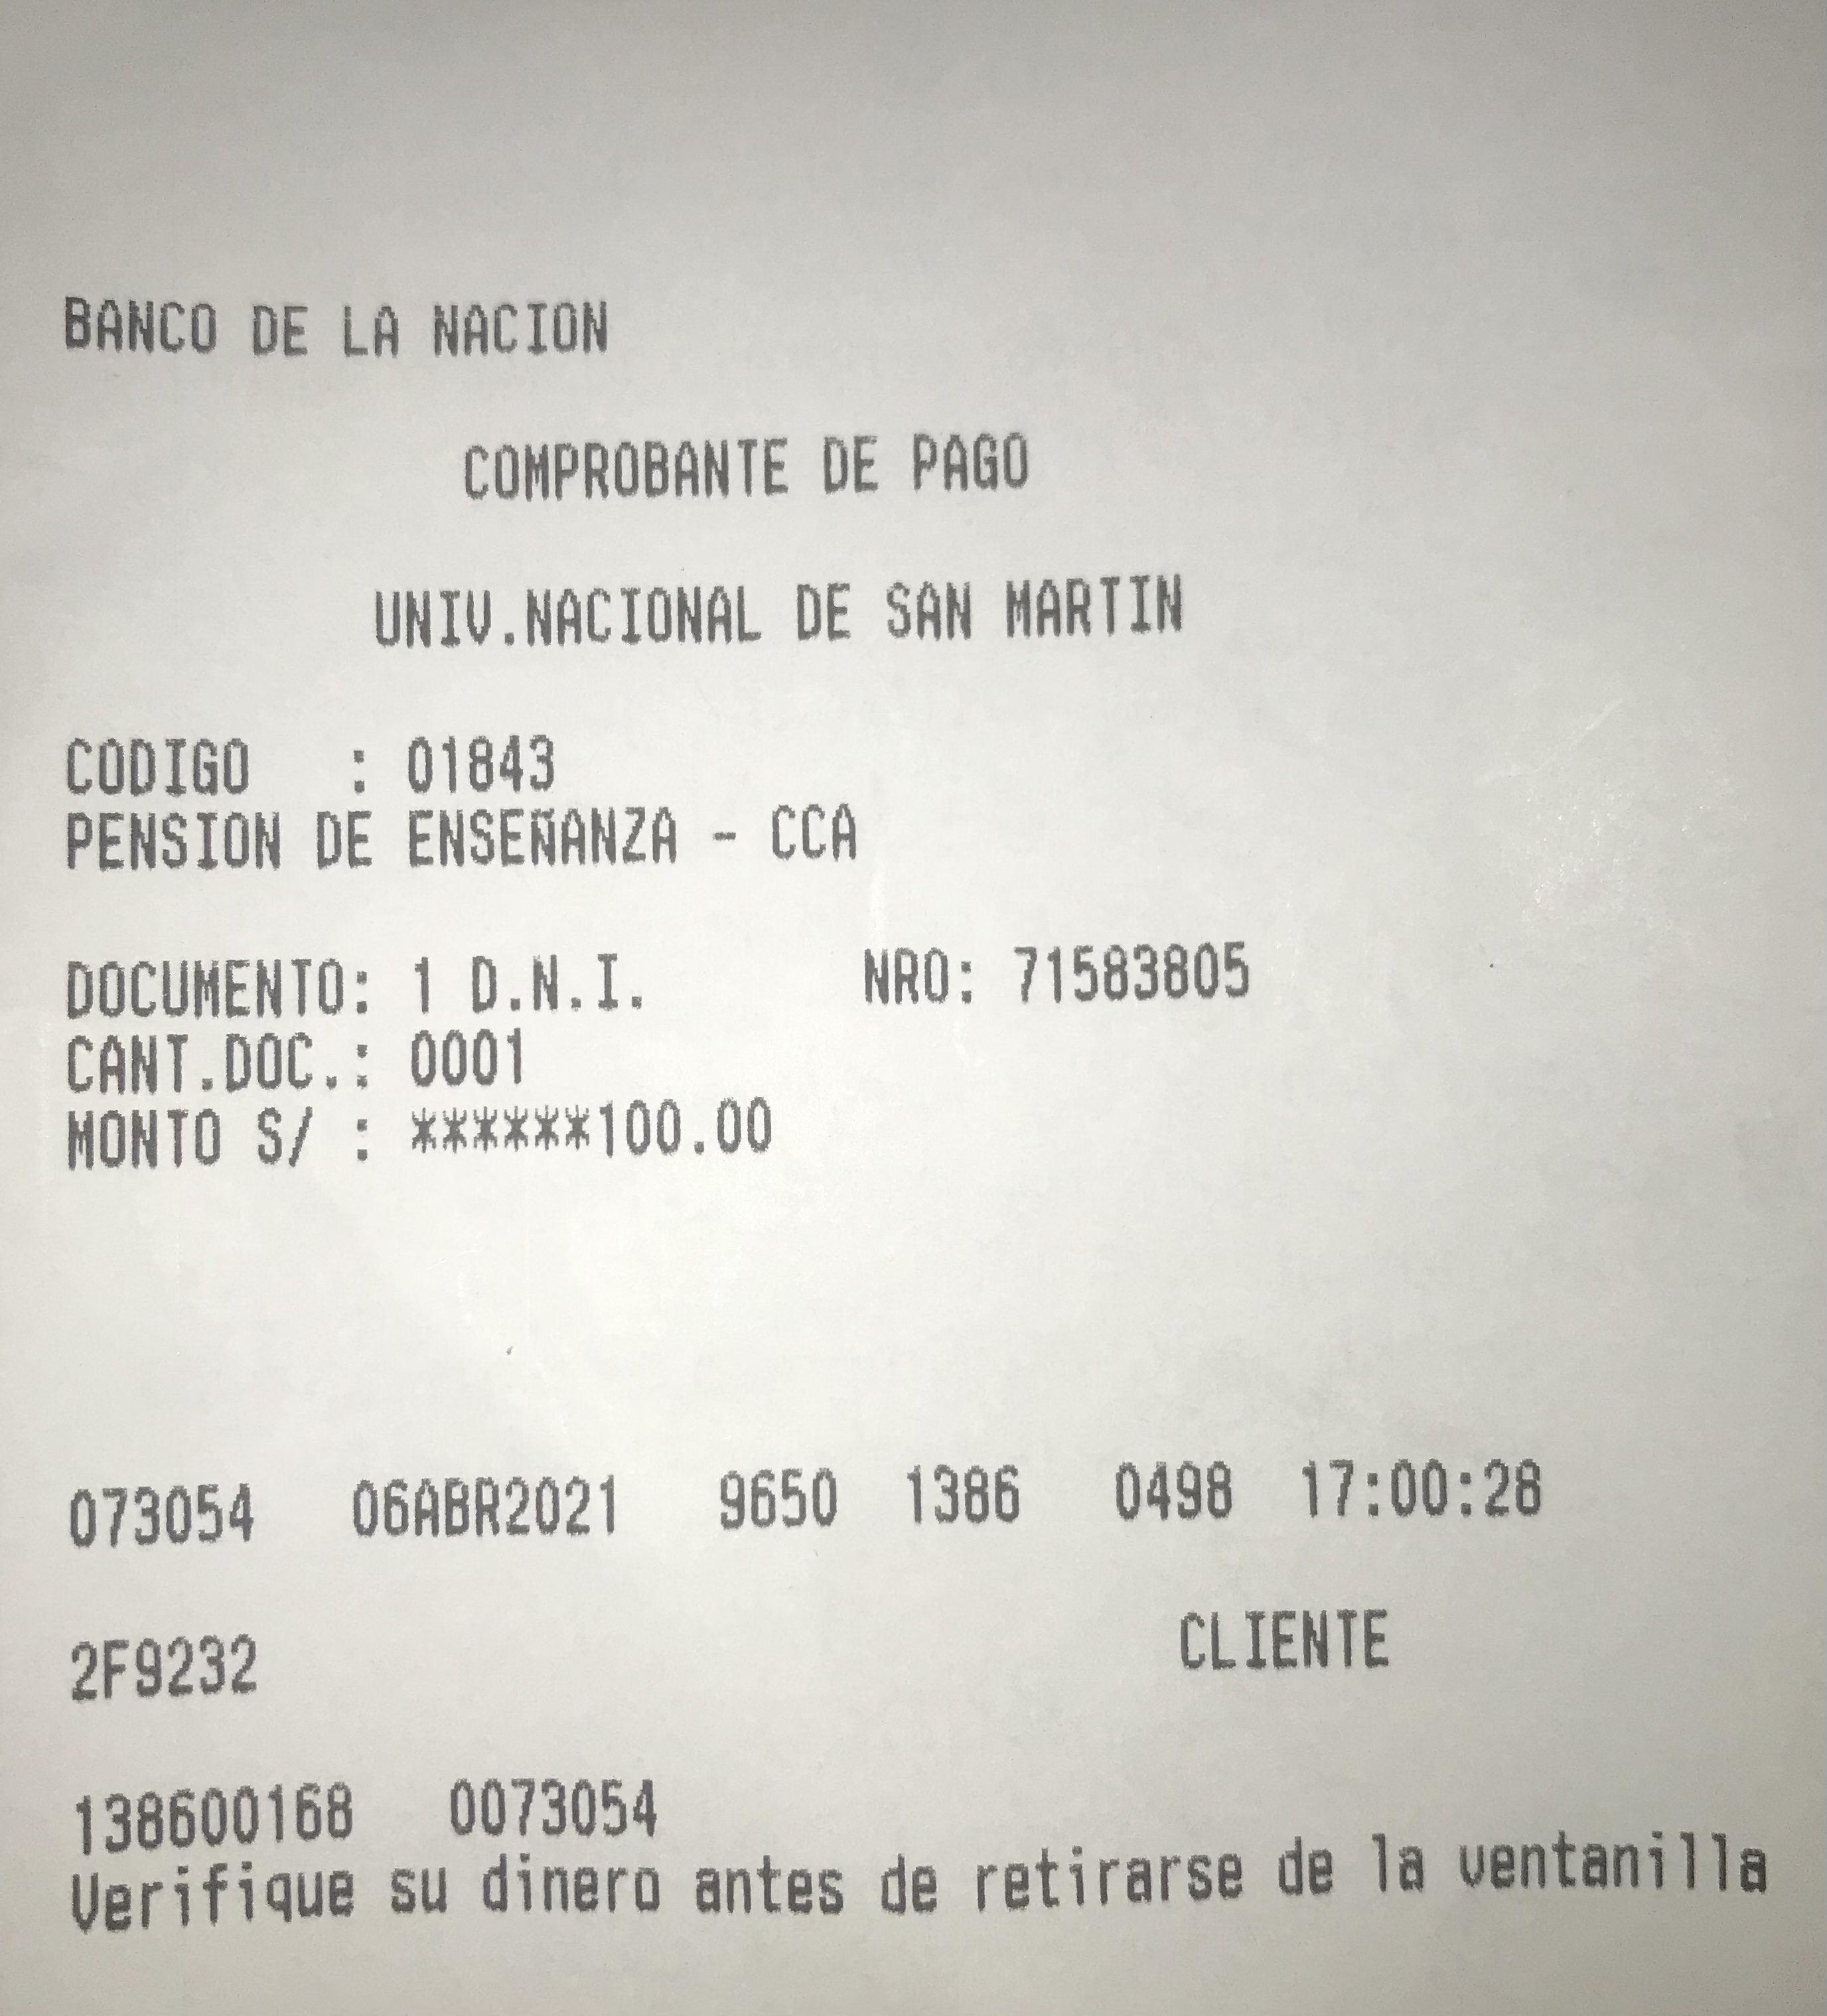 BANCO DE LA NACION
COMPROBANTE DE PAGO
UNIV.NACIONAL DE SAN MARTIN
CODIGO : 01843
PENSION DE ENSEÑANZA - CCA
DOCUMENTO: 1 D.N.I. NRO: 71583805
CANT.DOC.: 0001
MONTO S/ : ******100.00
073054 06ABR2021 9650 1386 0498 17:00:28
2F9232 CLIENTE
138600168 0073054
Verifique su dinero antes de retirarse de la ventanilla